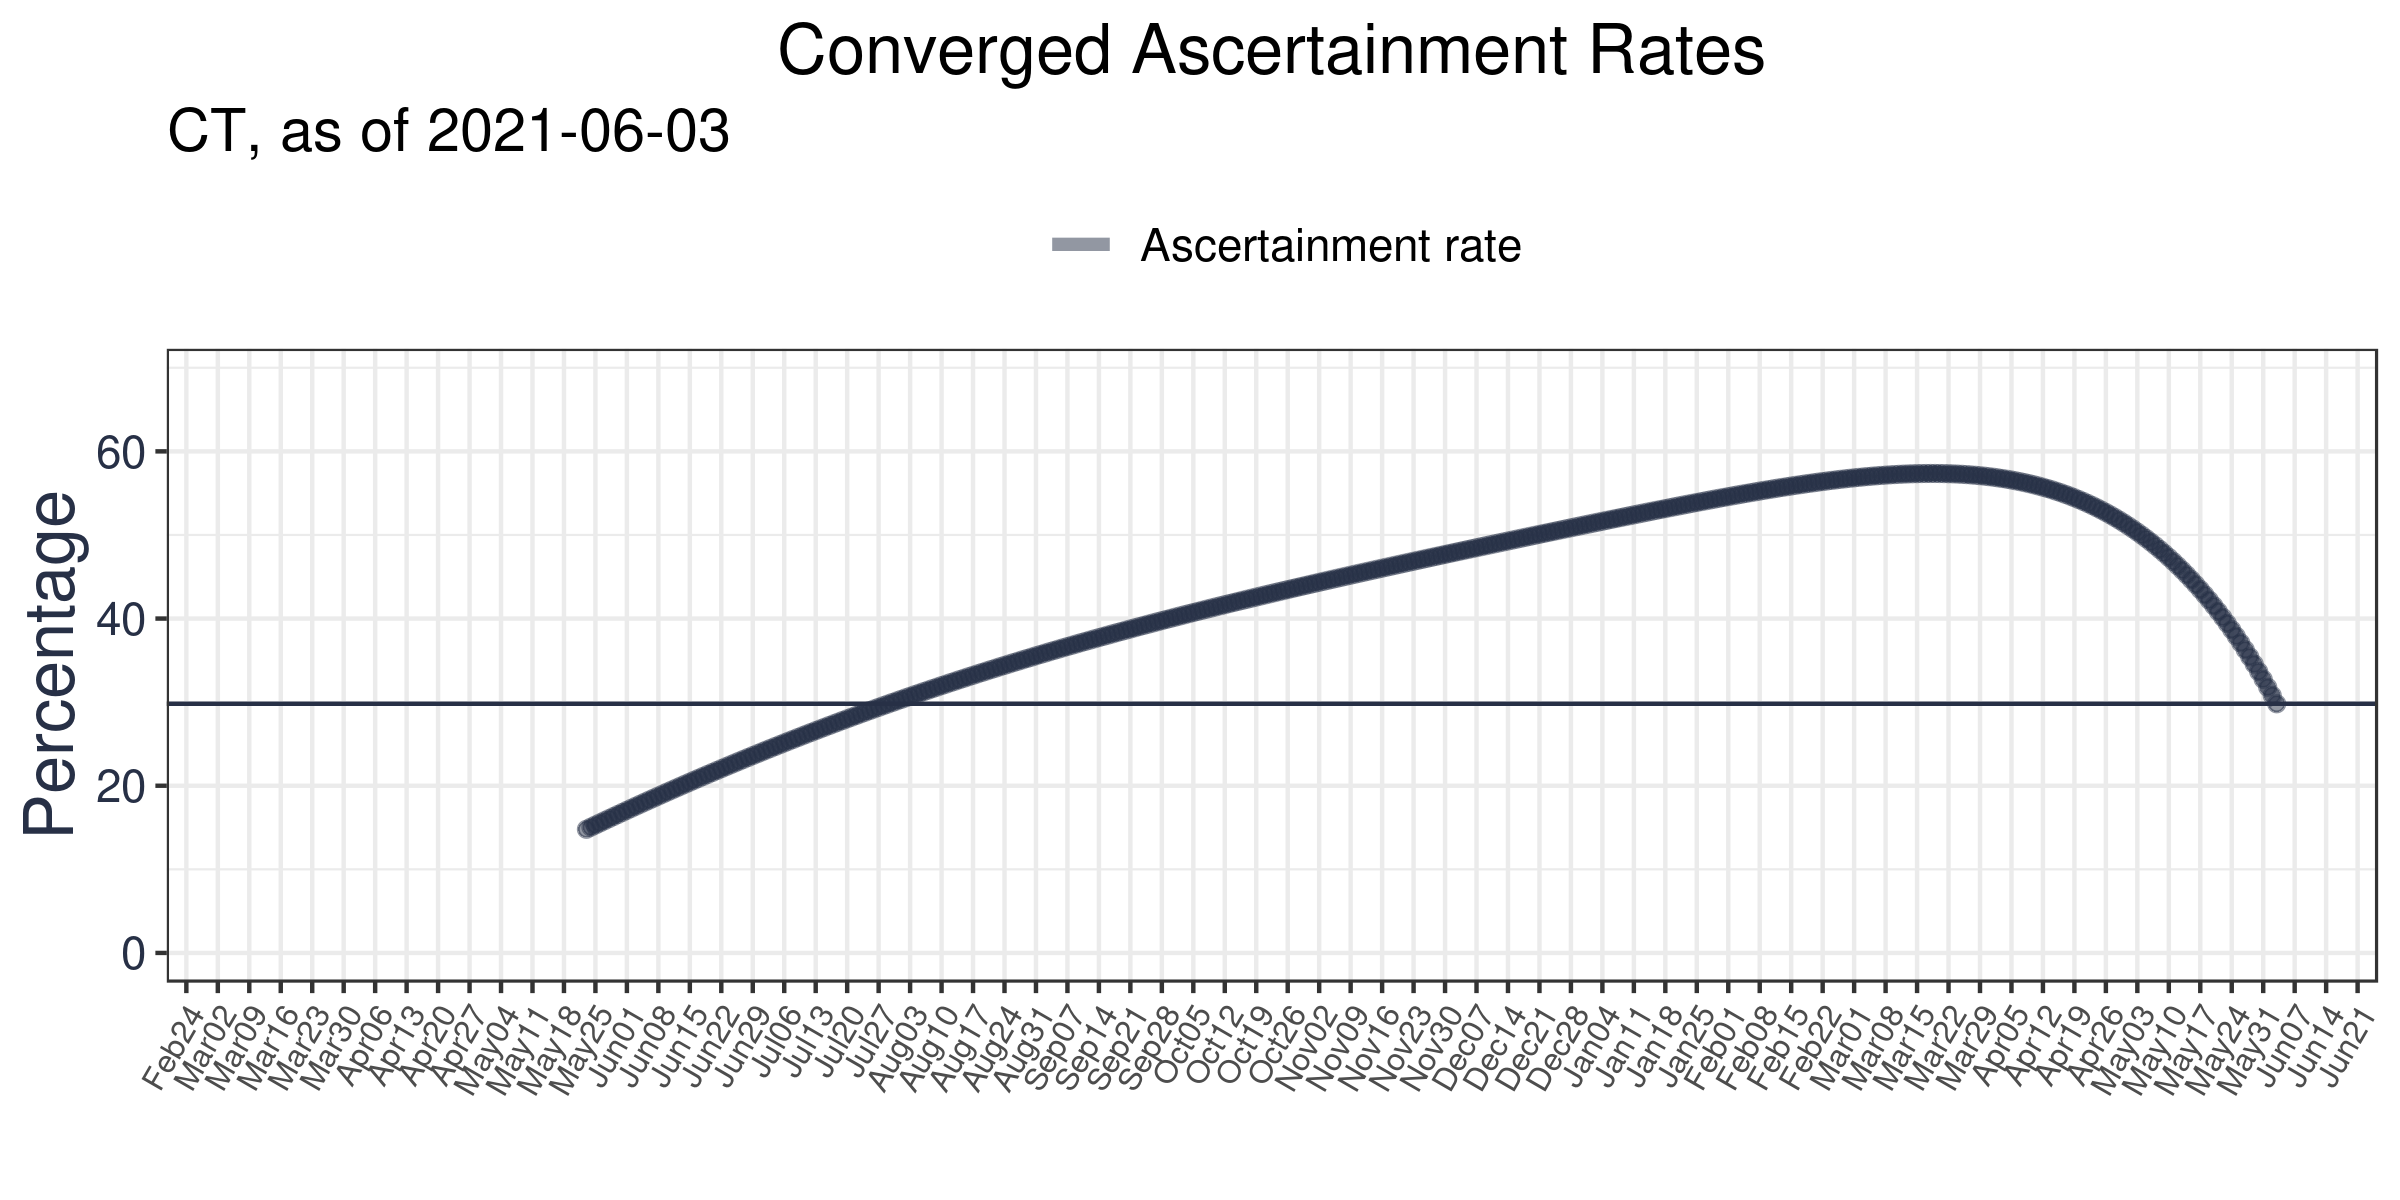 Converged Ascertainment Rates
CT, as of 2021-06-03
Ascertainment rate
Percentage
60
40
20
0
Feb24
Mar02
Mar09
Mar16
Mar23
Mar30
Apr06
Apr13
Apr20
Apr27
May04
May11
May18
May25
Jun01
Jun08
Jun15
Jun22
Jun29
Jul06
Jul13
Jul20
Jul27
Aug03
Aug10
Aug17
Aug24
Aug31
Sep07
Sep14
Sep21
Sep28
Oct05
Oct12
Oct19
Oct26
Nov02
Nov09
Nov16
Nov23
Nov30
Dec07
Dec14
Dec21
Dec28
Jan04
Jan11
Jan18
Jan25
Feb01
Feb08
Feb15
Feb22
Mar01
Mar08
Mar15
Mar22
Mar29
Apr05
Apr12
Apr19
Apr26
May03
May10
May17
May24
May31
Jun07
Jun14
Jun21